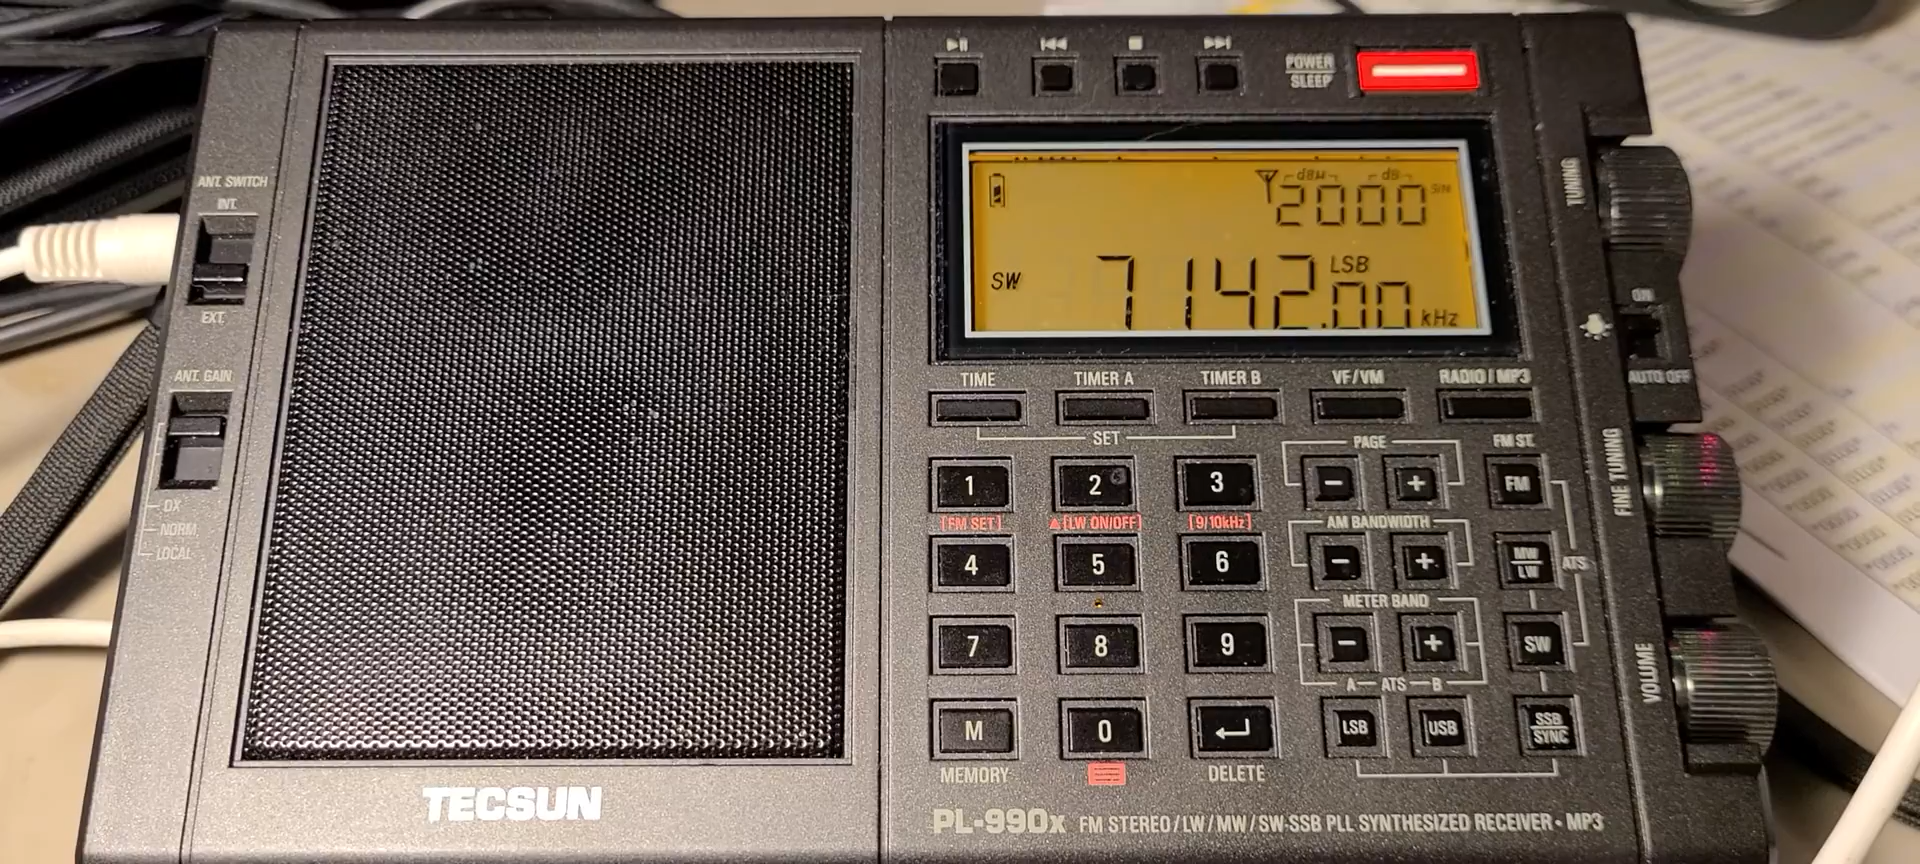 POWER
SLEEP
ANT. SWITCH
INT.
EXT.
ANT. GAIN
DX
NORM
LOCAL
dBµ dB
2000
SW LSB
7142.00 kHz
TUNING
ON
AUTO OFF
TIME TIMER A TIMER B VF/VM RADIO / MP3
SET
PAGE FM ST.
1 2 3 - + FM
[FM SET] ▲[LW ON/OFF] [9/10kHz] AM BANDWIDTH
FINE TUNING
4 5 6 - + MW
LW
ATS
METER BAND
7 8 9 - + SW
A ATS B
VOLUME
M 0 LSB USB SSB
SYNC
MEMORY DELETE
TECSUN
PL-990x FM STEREO / LW / MW / SW-SSB PLL SYNTHESIZED RECEIVER • MP3